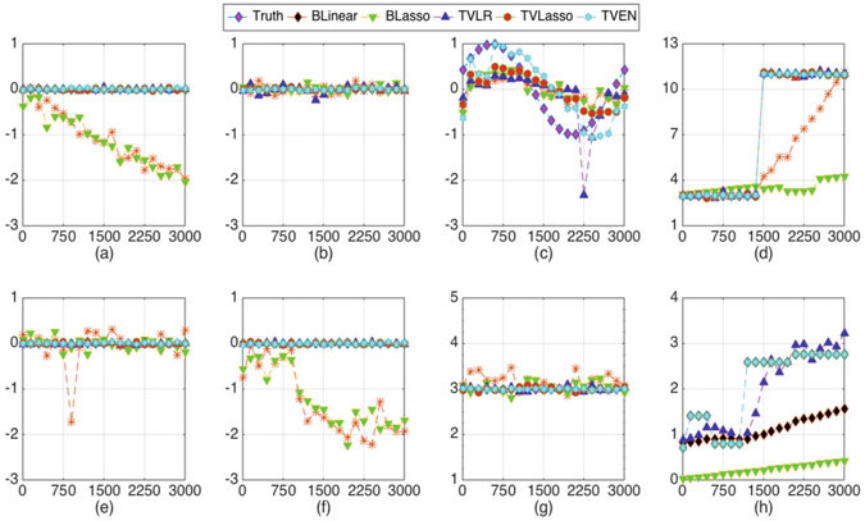 Truth BLinear BLasso TVLR TVLasso TVEN
1 1 1 13
0 0 0 11
9
-1 -1 -1 7
5
-2 -2 -2 3
-3 -3 -3 1
0 750 1500 2250 3000 0 750 1500 2250 3000 0 750 1500 2250 3000 0 750 1500 2250 3000
(a) (b) (c) (d)
1 1 5 4
0 0 4 3
-1 -1 3 2
-2 -2 2 1
-3 -3 1 0
0 750 1500 2250 3000 0 750 1500 2250 3000 0 750 1500 2250 3000 0 750 1500 2250 3000
(e) (f) (g) (h)